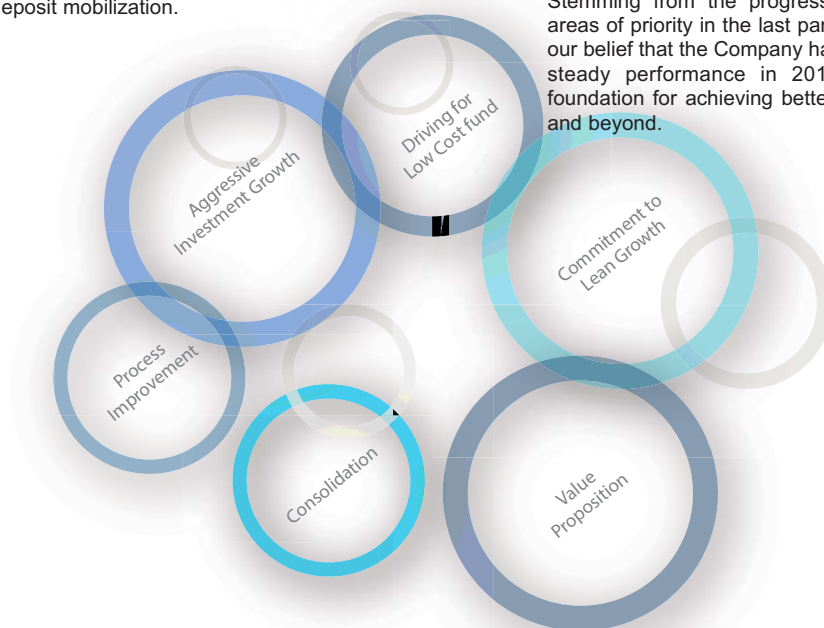 eposit mobilization.
Stemming from the progress
areas of priority in the last par
our belief that the Company ha
steady performance in 201
foundation for achieving bette
and beyond.
Driving for
Low Cost fund
Aggressive
Investment Growth
Commitment to
Lean Growth
Process
Improvement
Consolidation
Value
Proposition